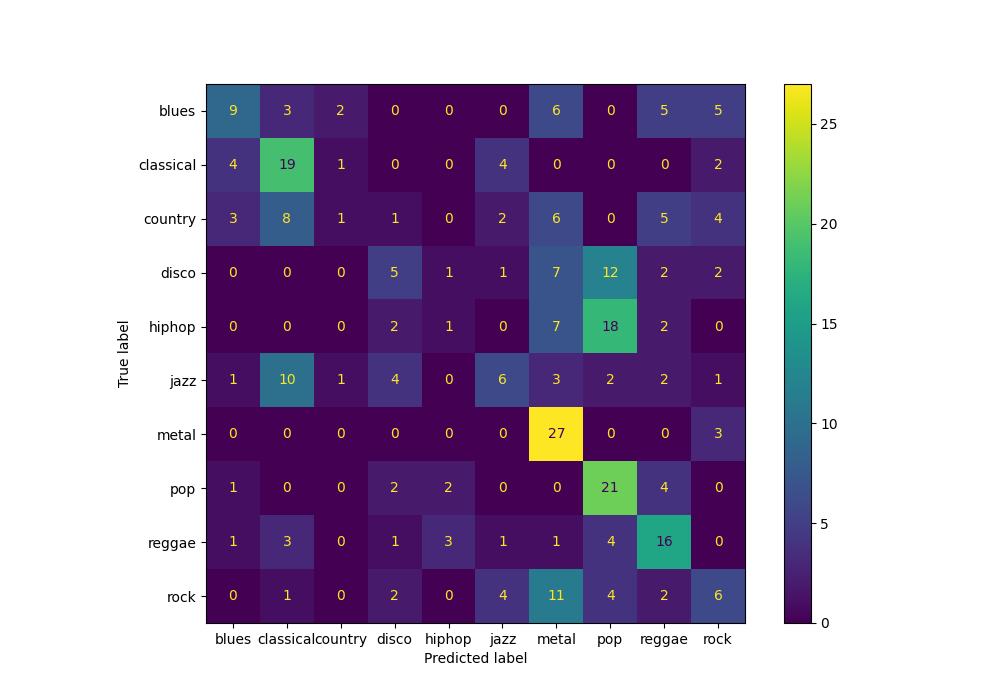 blues 9 3 2 0 0 0 6 0 5 5
classical 4 19 1 0 0 4 0 0 0 2
country 3 8 1 1 0 2 6 0 5 4
disco 0 0 0 5 1 1 7 12 2 2
hiphop 0 0 0 2 1 0 7 18 2 0
jazz 1 10 1 4 0 6 3 2 2 1
metal 0 0 0 0 0 0 27 0 0 3
pop 1 0 0 2 2 0 0 21 4 0
reggae 1 3 0 1 3 1 1 4 16 0
rock 0 1 0 2 0 4 11 4 2 6
blues classical country disco hiphop jazz metal pop reggae rock
Predicted label
True label
25
20
15
10
5
0